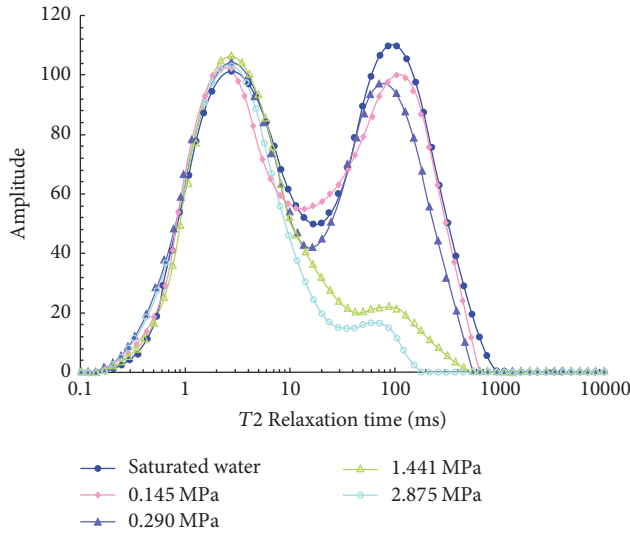 120
100
80
60
40
20
0
Amplitude
0.1 1 10 100 1000 10000
T2 Relaxation time (ms)
Saturated water
0.145 MPa
0.290 MPa
1.441 MPa
2.875 MPa